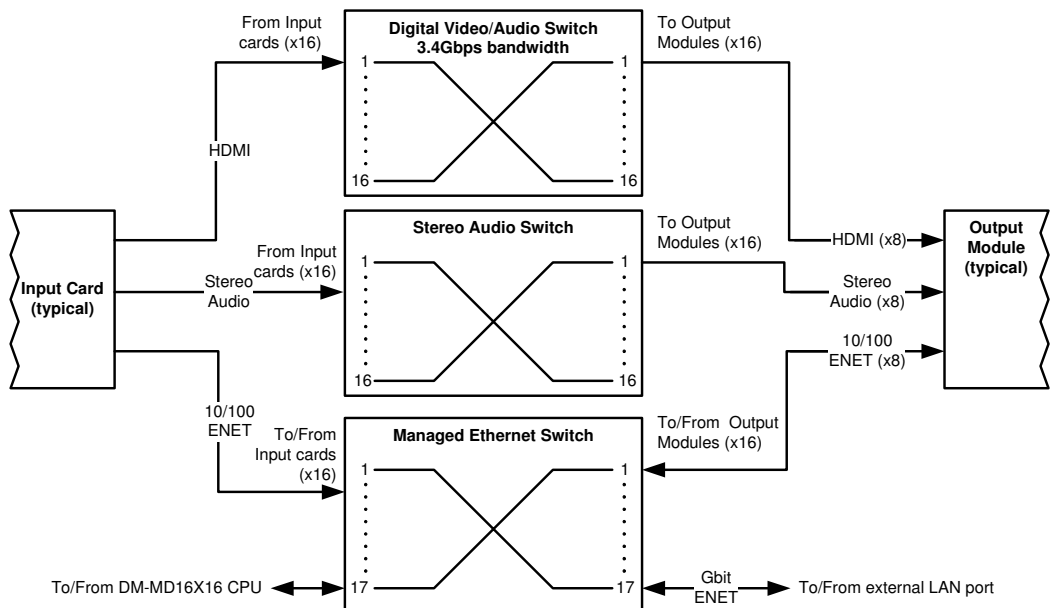 From Input
cards (x16)
Digital Video/Audio Switch
3.4Gbps bandwidth
To Output
Modules (x16)
1
1
HDMI
16
16
Input Card
(typical)
From Input
cards (x16)
Stereo
Audio
Stereo Audio Switch
1
1
16
16
To Output
Modules (x16)
HDMI (x8)
Stereo
Audio (x8)
10/100
ENET (x8)
Output
Module
(typical)
10/100
ENET
To/From
Input cards
(x16)
Managed Ethernet Switch
1
1
17
17
To/From Output
Modules (x16)
To/From DM-MD16X16 CPU
Gbit
ENET
To/From external LAN port